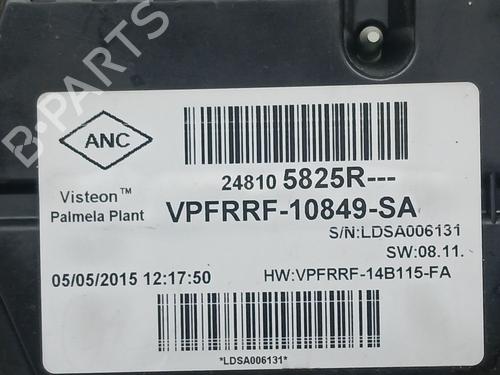 B-PARTS
ANC
24810 5825R---
Visteon™
Palmela Plant
VPFRRF-10849-SA
S/N:LDSA006131
SW:08.11.
05/05/2015 12:17:50
HW:VPFRRF-14B115-FA
*LDSA006131*